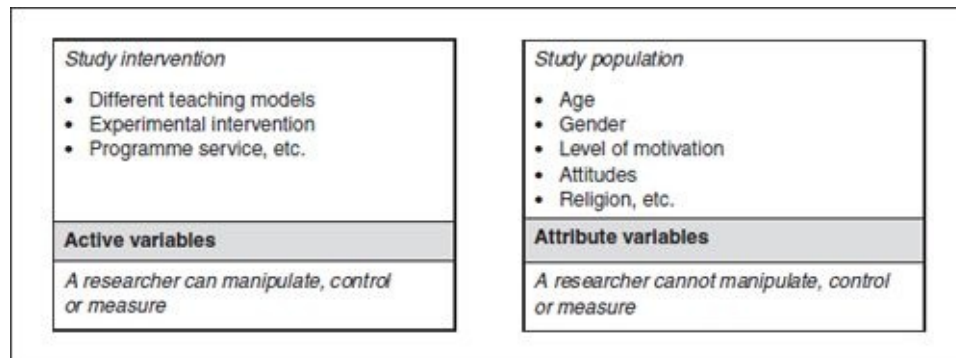 Study intervention
• Different teaching models
• Experimental intervention
• Programme service, etc.
Active variables
A researcher can manipulate, control
or measure
Study population
• Age
• Gender
• Level of motivation
• Attitudes
• Religion, etc.
Attribute variables
A researcher cannot manipulate, control
or measure